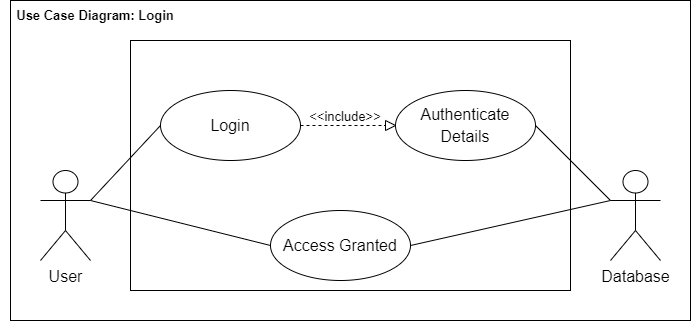 Use Case Diagram: Login
Login
<<include>>
Authenticate
Details
Access Granted
User
Database